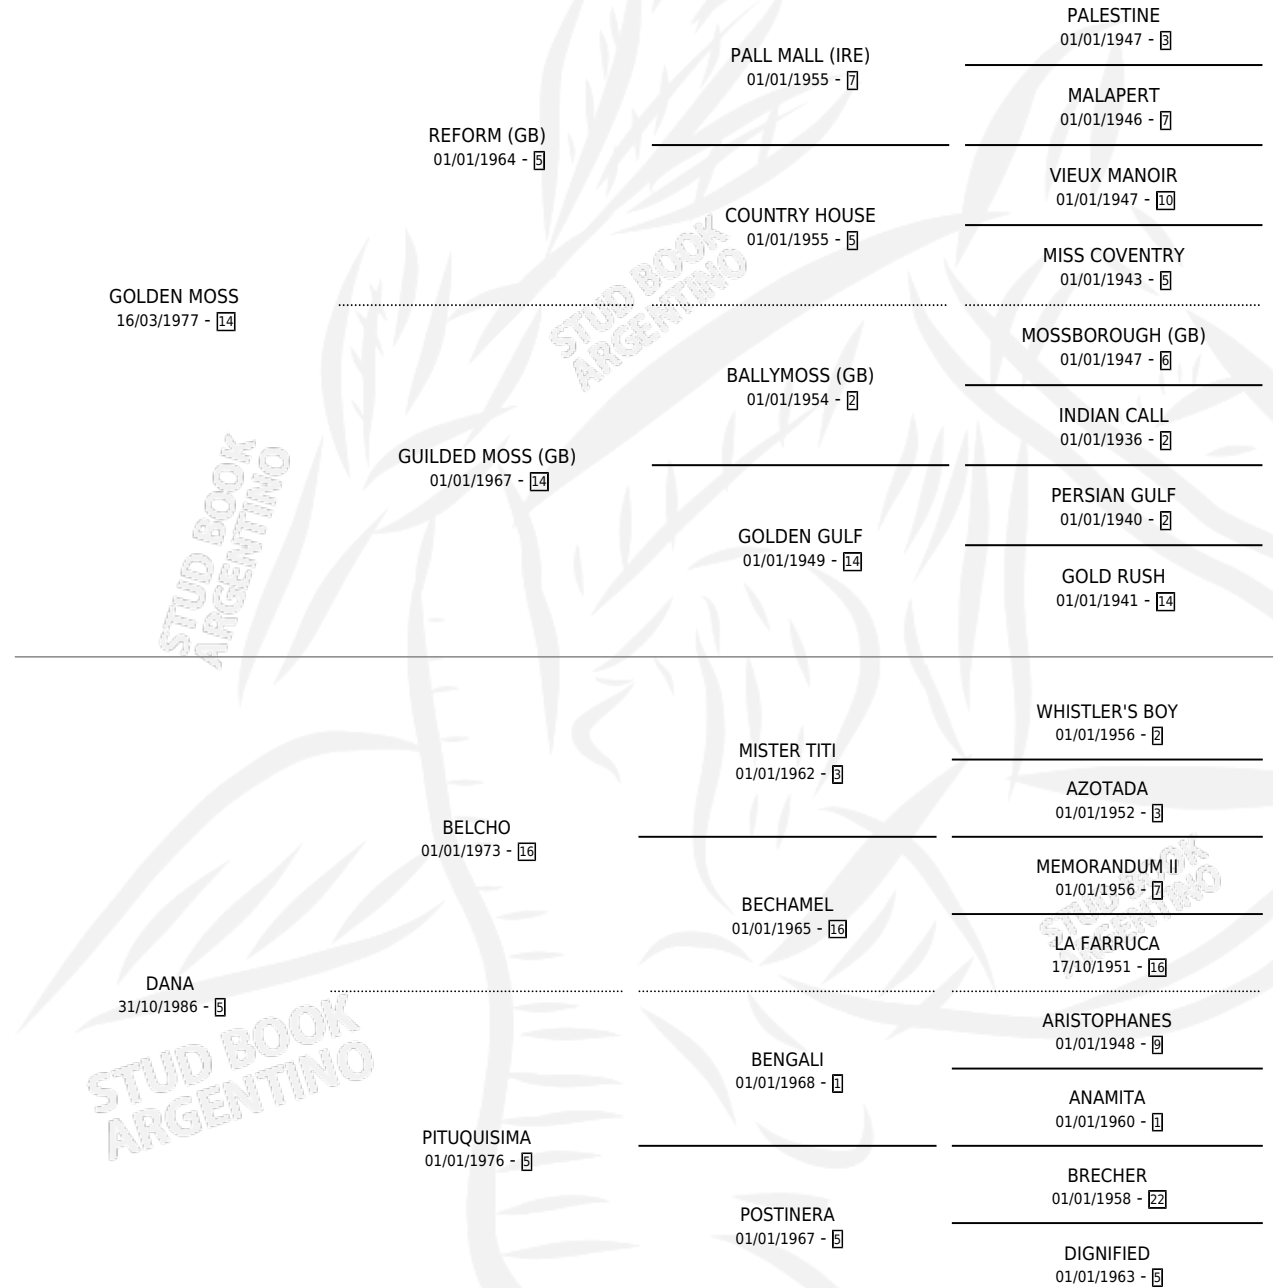 PALESTINE
01/01/1947 - 3
PALL MALL (IRE)
01/01/1955 - 7
MALAPERT
01/01/1946 - 7
REFORM (GB)
01/01/1964 - 5
VIEUX MANOIR
01/01/1947 - 10
COUNTRY HOUSE
01/01/1955 - 5
MISS COVENTRY
01/01/1943 - 5
GOLDEN MOSS
16/03/1977 - 14
MOSSBOROUGH (GB)
01/01/1947 - 6
BALLYMOSS (GB)
01/01/1954 - 2
INDIAN CALL
01/01/1936 - 2
GUILDED MOSS (GB)
01/01/1967 - 14
PERSIAN GULF
01/01/1940 - 2
GOLDEN GULF
01/01/1949 - 14
GOLD RUSH
01/01/1941 - 14
STUD BOOK
ARGENTINO
STUD BOOK
ARGENTINO
WHISTLER'S BOY
01/01/1956 - 2
MISTER TITI
01/01/1962 - 3
AZOTADA
01/01/1952 - 3
BELCHO
01/01/1973 - 16
MEMORANDUM II
01/01/1956 - 7
BECHAMEL
01/01/1965 - 16
LA FARRUCA
17/10/1951 - 16
DANA
31/10/1986 - 5
ARISTOPHANES
01/01/1948 - 9
BENGALI
01/01/1968 - 1
ANAMITA
01/01/1960 - 1
PITUQUISIMA
01/01/1976 - 5
BRECHER
01/01/1958 - 22
POSTINERA
01/01/1967 - 5
DIGNIFIED
01/01/1963 - 5
STUD BOOK
ARGENTINO
STUD BOOK
ARGENTINO